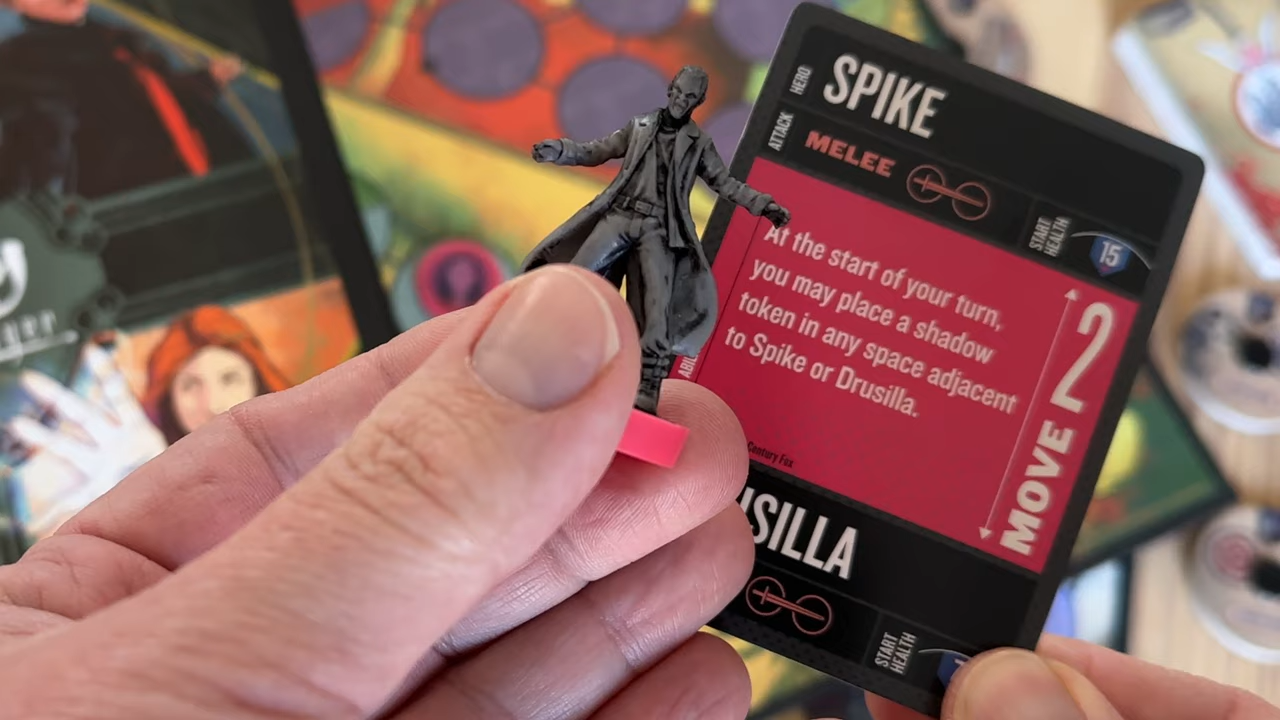 HERO
SPIKE
ATTACK
MELEE
START
HEALTH
15
At the start of your turn,
you may place a shadow
token in any space adjacent
to Spike or Drusilla.
MOVE 2
Century Fox
USILLA
START
HEALTH